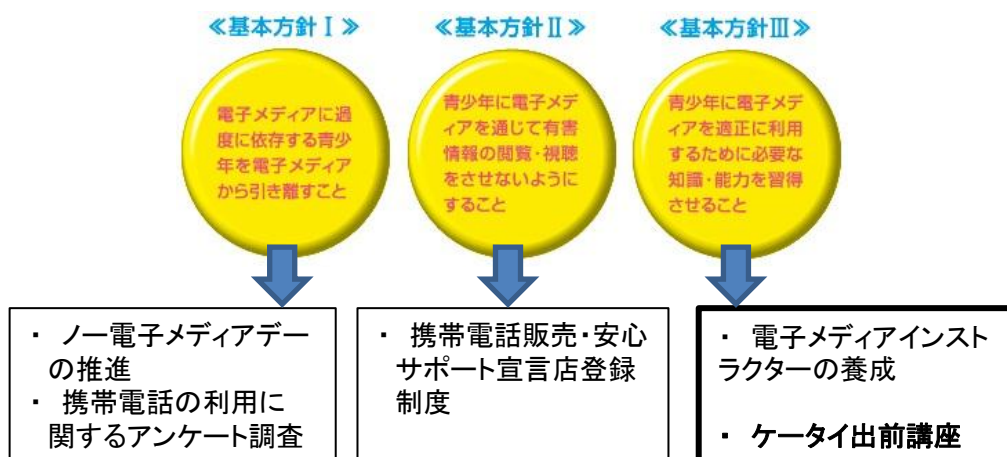 ≪基本方針Ⅰ≫
電子メディアに過
度に依存する青少
年を電子メディア
から引き離すこと
≪基本方針Ⅱ≫
青少年に電子メデ
ィアを通じて有害
情報の閲覧・視聴
をさせないように
すること
≪基本方針Ⅲ≫
青少年に電子メデ
ィアを適正に利用
するために必要な
知識・能力を習得
させること
・ ノー電子メディアデー
の推進
・ 携帯電話の利用に
関するアンケート調査
・ 携帯電話販売・安心
サポート宣言店登録
制度
・ 電子メディアインスト
ラクターの養成
・ ケータイ出前講座